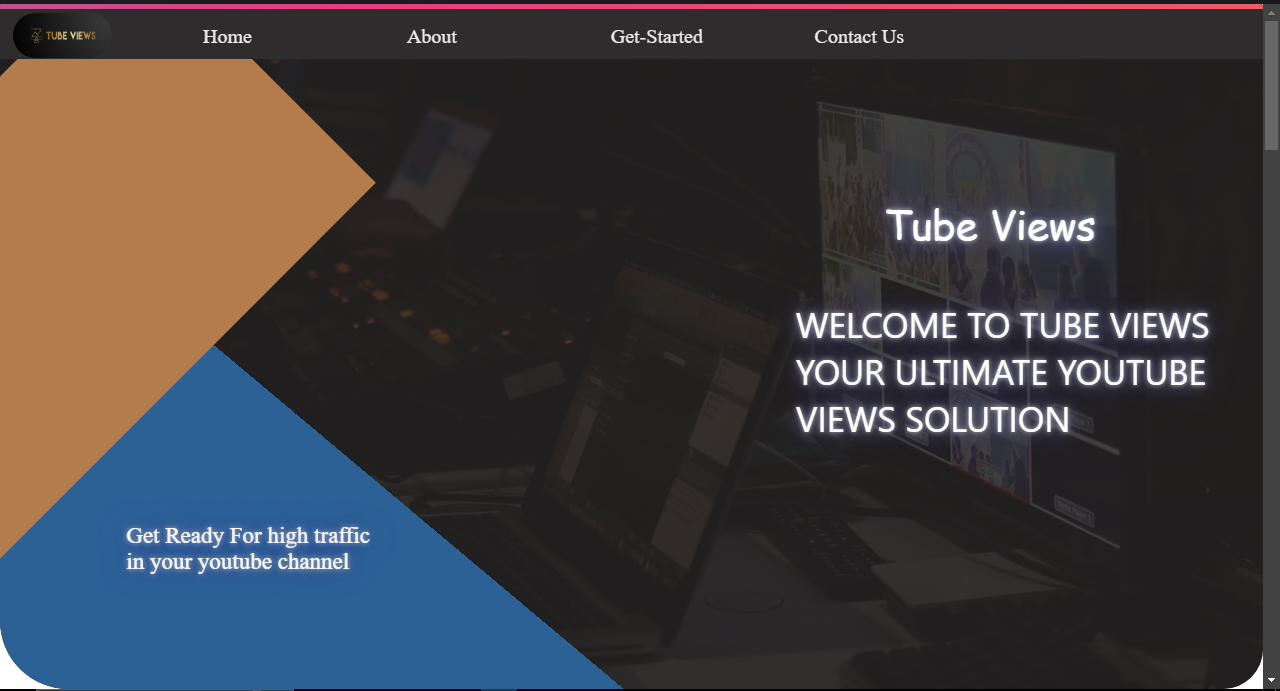 TUBE VIEWS
Home
About
Get-Started
Contact Us
Tube Views
WELCOME TO TUBE VIEWS
YOUR ULTIMATE YOUTUBE
VIEWS SOLUTION
Get Ready For high traffic
in your youtube channel